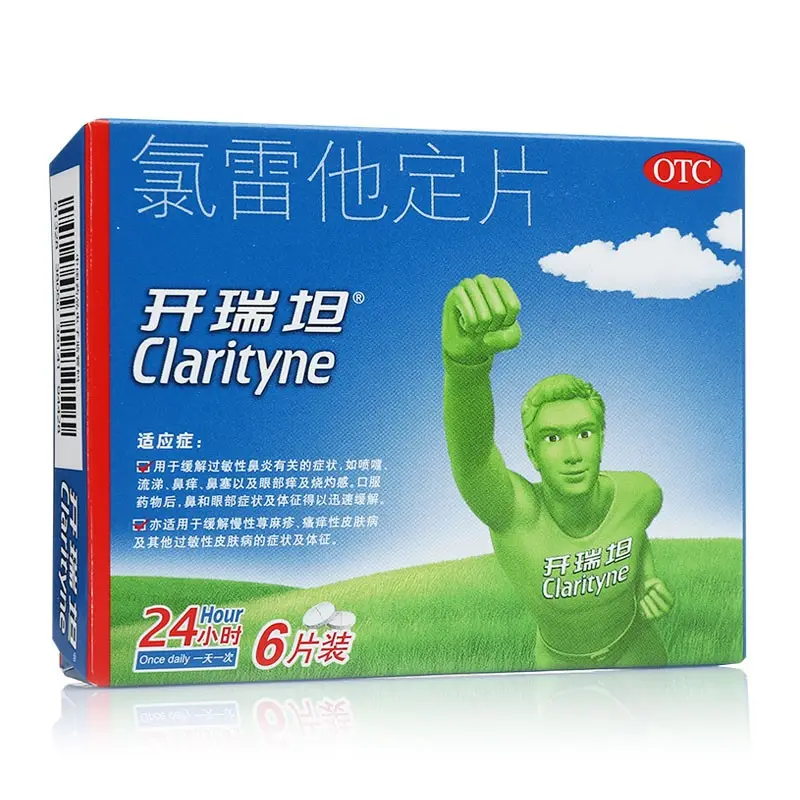 氯雷他定片
OTC
开瑞坦®
Clarityne
适应症：
用于缓解过敏性鼻炎有关的症状，如喷嚏、
流涕、鼻痒、鼻塞以及眼部痒及烧灼感。口服
药物后，鼻和眼部症状及体征得以迅速缓解。
亦适用于缓解慢性荨麻疹、瘙痒性皮肤病
及其他过敏性皮肤病的症状及体征。
开瑞坦
Clarityne
24 Hour
小时
Once daily 一天一次
6片装
开瑞坦®
Clarityne